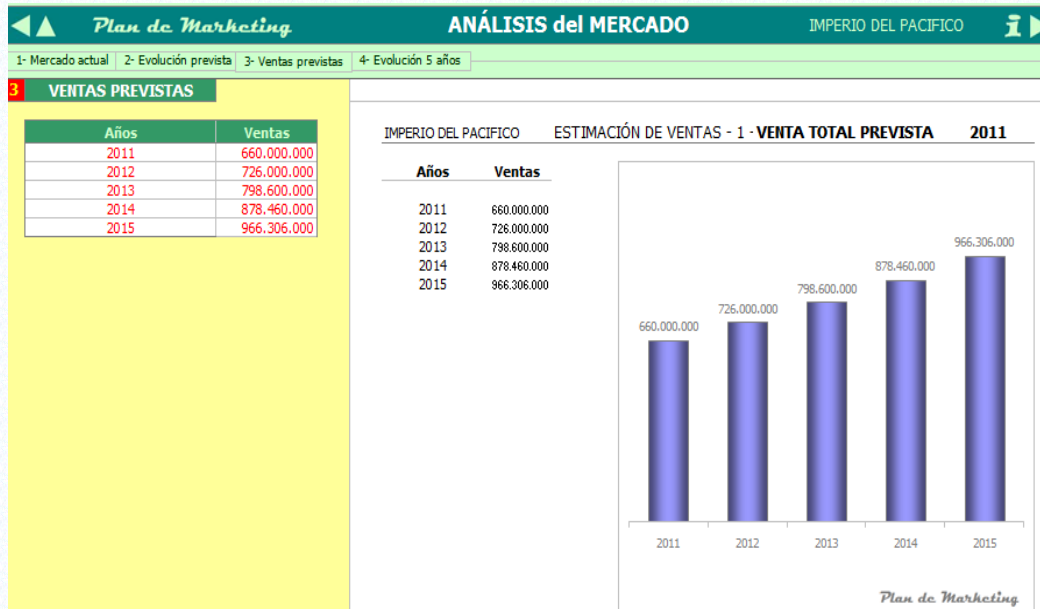 Plan de Marketing ANÁLISIS del MERCADO IMPERIO DEL PACIFICO i
1- Mercado actual 2- Evolución prevista 3- Ventas previstas 4- Evolución 5 años
3 VENTAS PREVISTAS
Años Ventas
2011 660.000.000
2012 726.000.000
2013 798.600.000
2014 878.460.000
2015 966.306.000
IMPERIO DEL PACIFICO ESTIMACIÓN DE VENTAS - 1 - VENTA TOTAL PREVISTA 2011
Años Ventas
2011 660.000.000
2012 726.000.000
2013 798.600.000
2014 878.460.000
2015 966.306.000
660.000.000 726.000.000 798.600.000 878.460.000 966.306.000
2011 2012 2013 2014 2015
Plan de Marketing